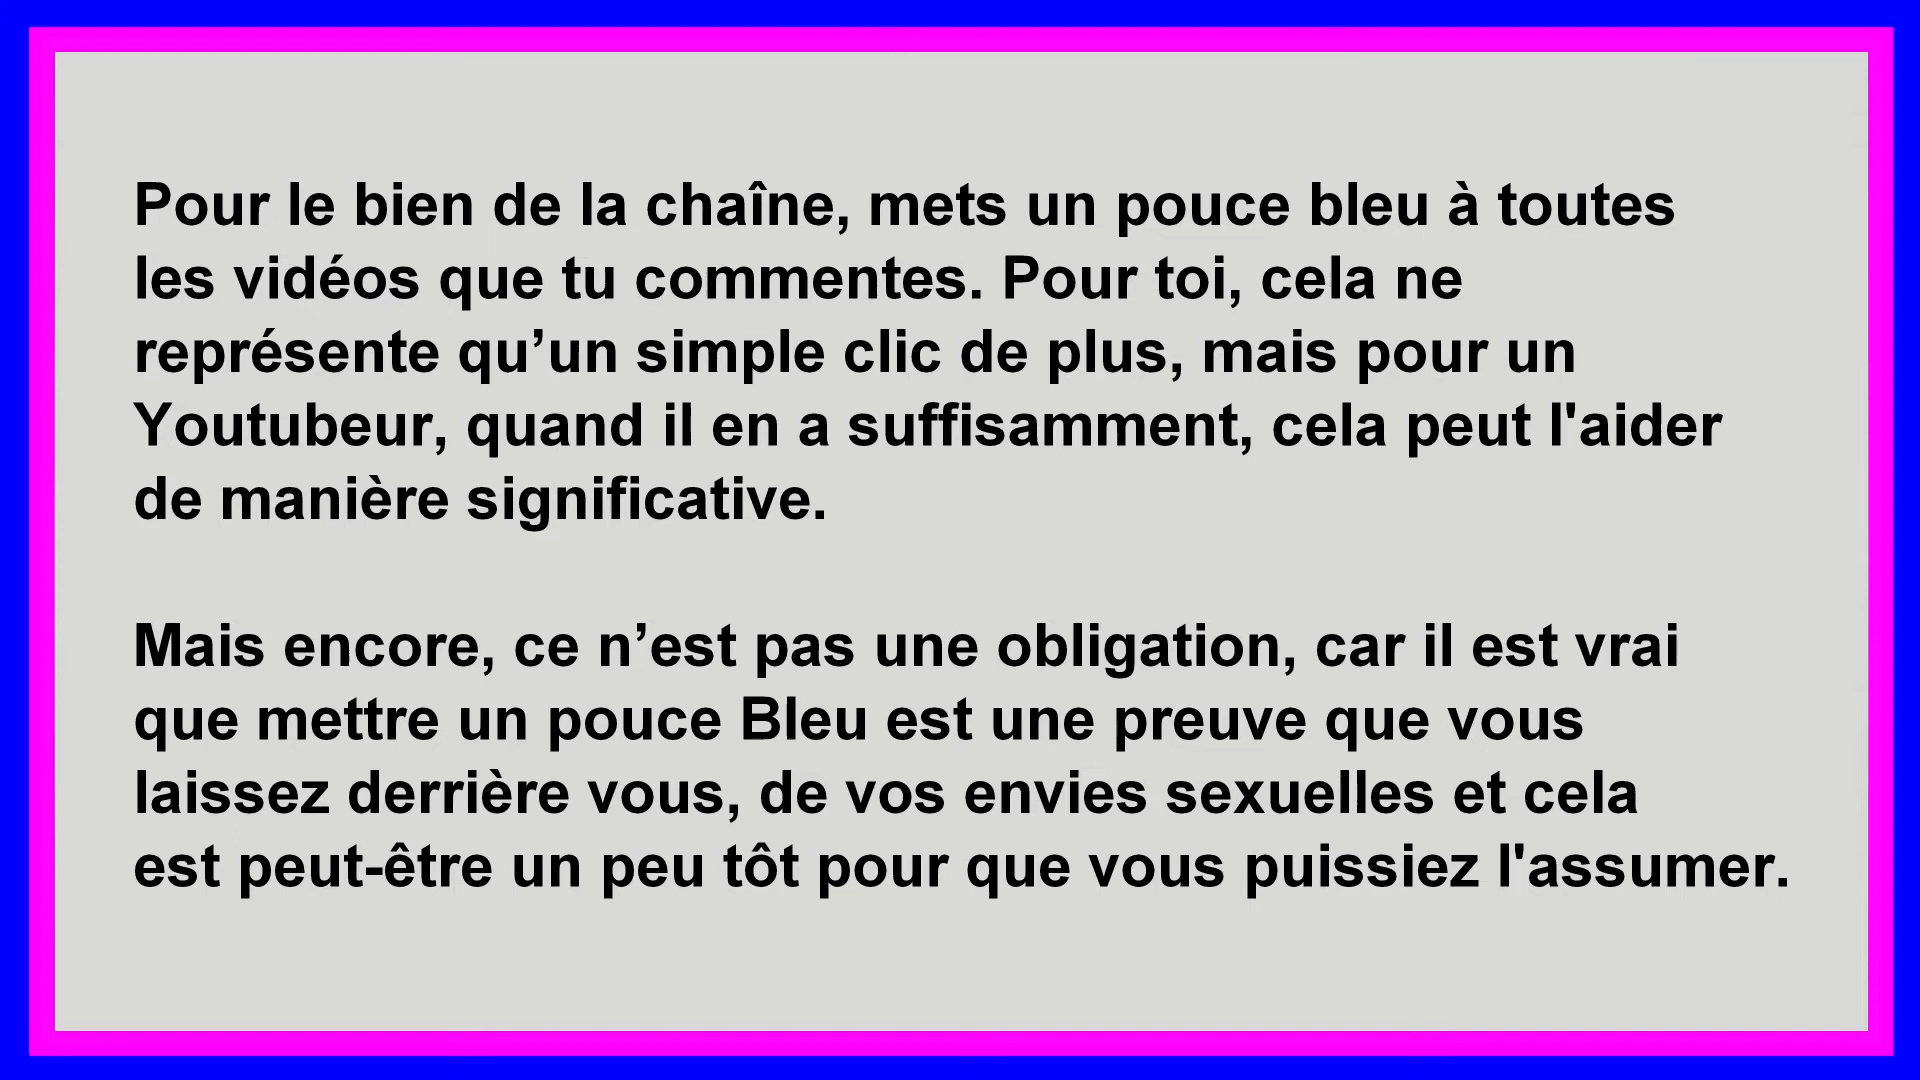 Pour le bien de la chaîne, mets un pouce bleu à toutes
les vidéos que tu commentes. Pour toi, cela ne
représente qu’un simple clic de plus, mais pour un
Youtubeur, quand il en a suffisamment, cela peut l'aider
de manière significative.
Mais encore, ce n’est pas une obligation, car il est vrai
que mettre un pouce Bleu est une preuve que vous
laissez derrière vous, de vos envies sexuelles et cela
est peut-être un peu tôt pour que vous puissiez l'assumer.